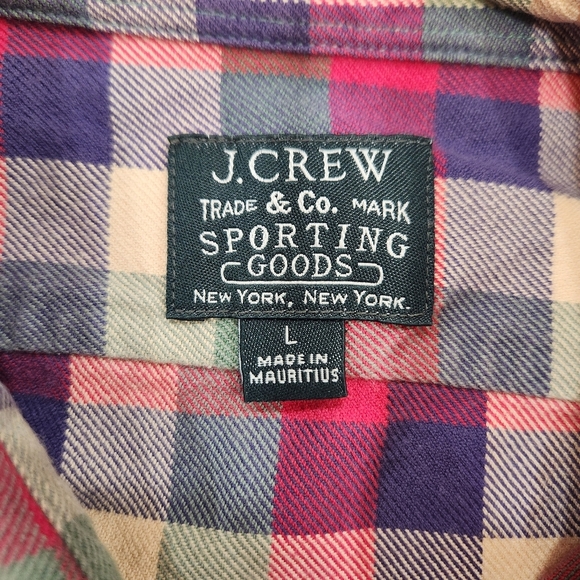 J.CREW
TRADE & Co. MARK
SPORTING
GOODS
NEW YORK, NEW YORK.
L
MADE IN
MAURITIUS